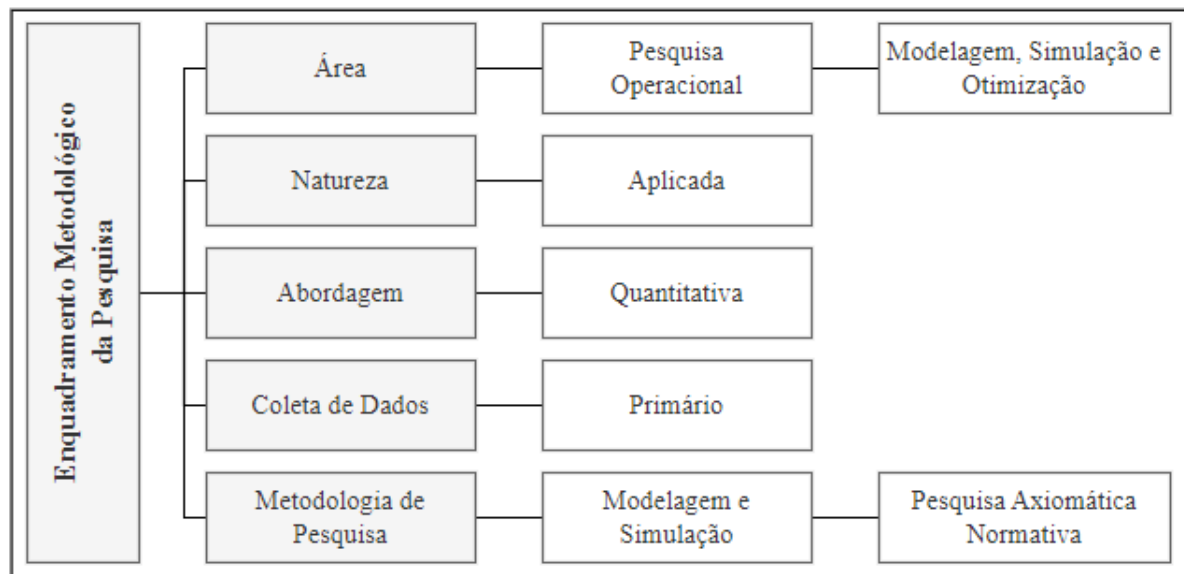 Enquadramento Metodológico
da Pesquisa
Área
Pesquisa
Operacional
Modelagem, Simulação e
Otimização
Natureza
Aplicada
Abordagem
Quantitativa
Coleta de Dados
Primário
Metodologia de
Pesquisa
Modelagem e
Simulação
Pesquisa Axiomática
Normativa